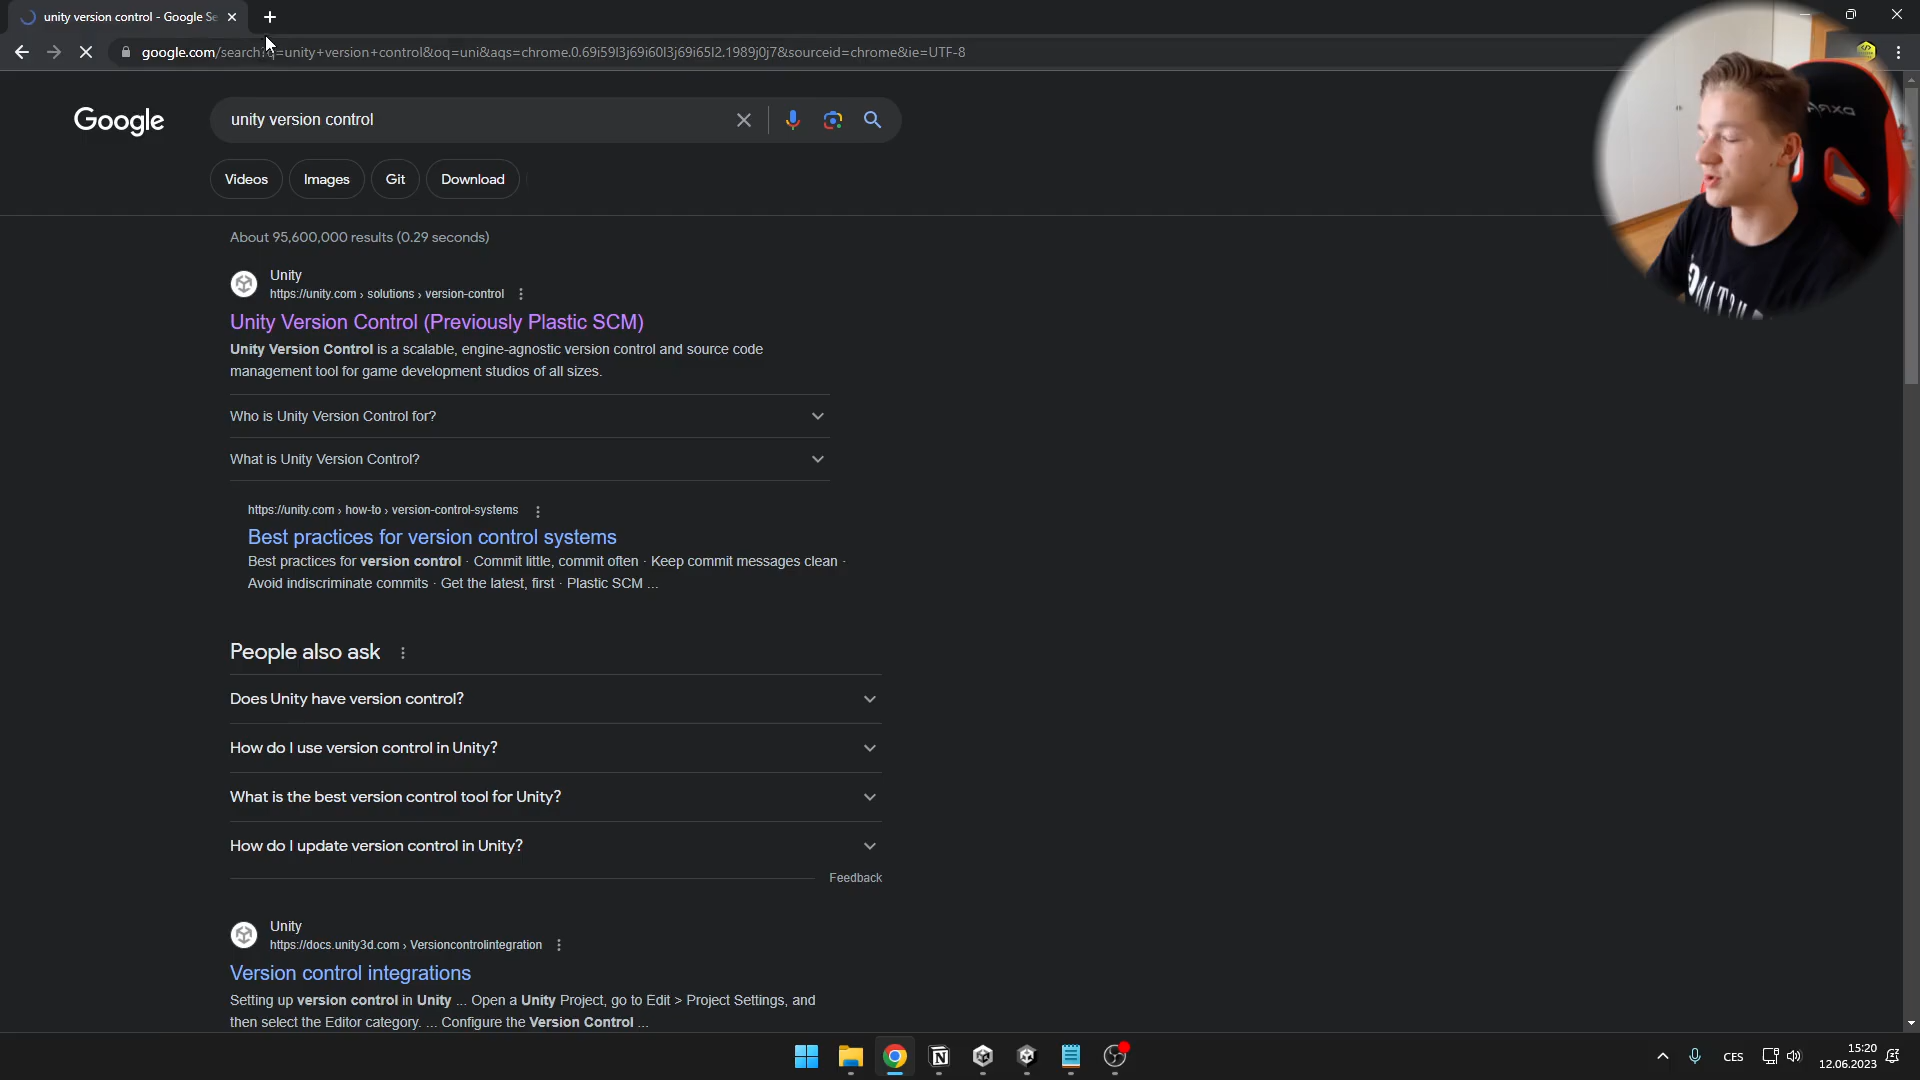 unity version control - Google Se
google.com/search?q=unity+version+control&oq=uni&aqs=chrome.0.69i59l3j69i60l3j69i65l2.1989j0j7&sourceid=chrome&ie=UTF-8
Google
unity version control
Videos
Images
Git
Download
About 95,600,000 results (0.29 seconds)
Unity
https://unity.com › solutions › version-control
Unity Version Control (Previously Plastic SCM)
Unity Version Control is a scalable, engine-agnostic version control and source code
management tool for game development studios of all sizes.
Who is Unity Version Control for?
What is Unity Version Control?
https://unity.com › how-to › version-control-systems
Best practices for version control systems
Best practices for version control · Commit little, commit often · Keep commit messages clean ·
Avoid indiscriminate commits · Get the latest, first · Plastic SCM ...
People also ask
Does Unity have version control?
How do I use version control in Unity?
What is the best version control tool for Unity?
How do I update version control in Unity?
Feedback
Unity
https://docs.unity3d.com › Versioncontrolintegration
Version control integrations
Setting up version control in Unity ... Open a Unity Project, go to Edit > Project Settings, and
then select the Editor category. ... Configure the Version Control ...
CES
15:20
12.06.2023